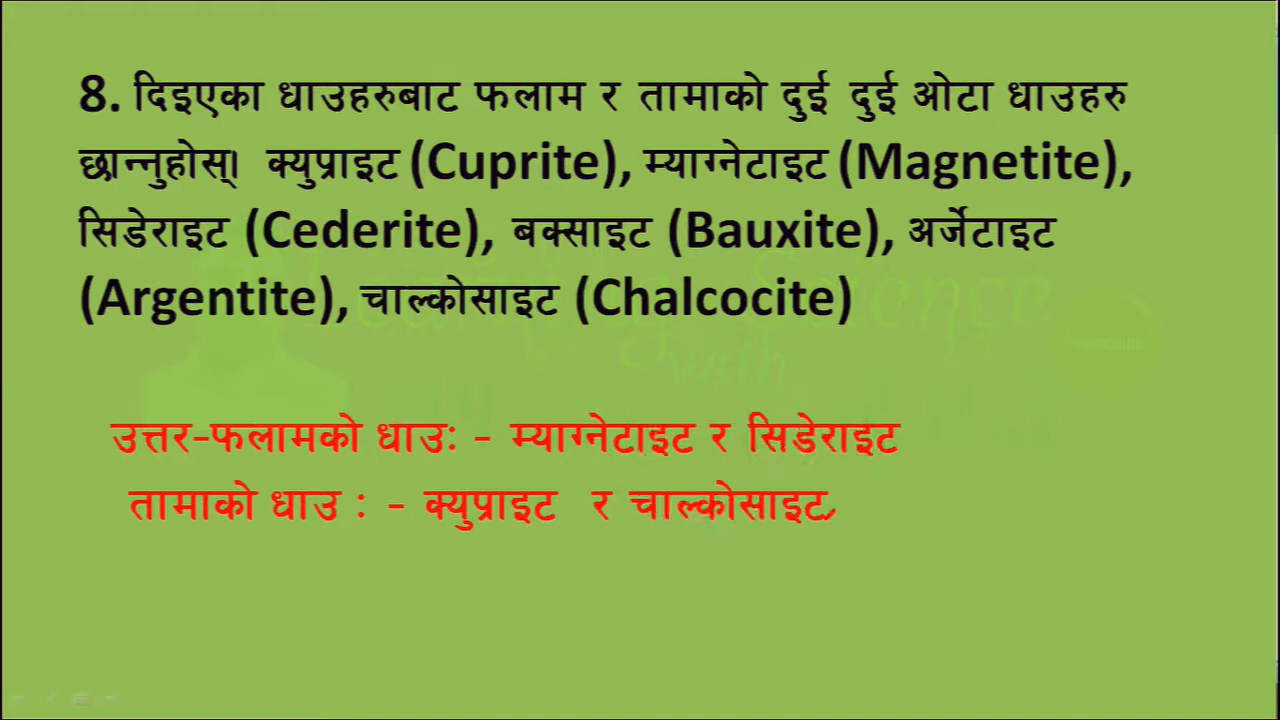 8. दिइएका धाउहरुबाट फलाम र तामाको दुई दुई ओटा धाउहरु
छान्नुहोस्। क्युप्राइट (Cuprite), म्याग्नेटाइट (Magnetite),
सिडेराइट (Cederite), बक्साइट (Bauxite), अर्जेटाइट
(Argentite), चाल्कोसाइट (Chalcocite)
उत्तर-फलामको धाउः - म्याग्नेटाइट र सिडेराइट
तामाको धाउ : - क्युप्राइट र चाल्कोसाइट